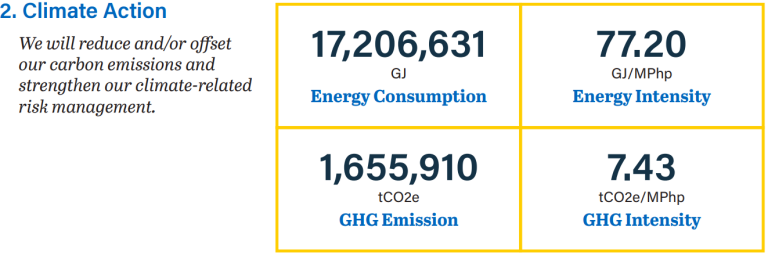 2. Climate Action
We will reduce and/or offset
our carbon emissions and
strengthen our climate-related
risk management.
17,206,631
GJ
Energy Consumption
77.20
GJ/MPhp
Energy Intensity
1,655,910
tCO2e
GHG Emission
7.43
tCO2e/MPhp
GHG Intensity